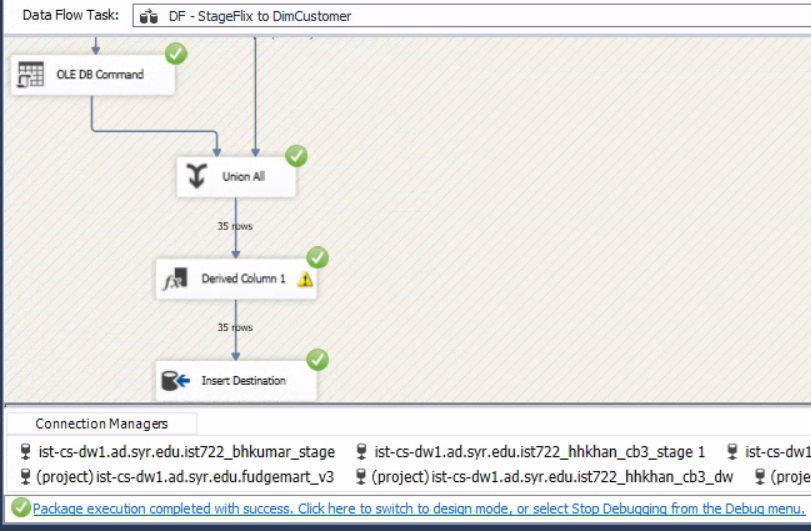 Data Flow Task: DF - StageFlix to DimCustomer
OLE DB Command
Union All
35 rows
Derived Column 1
35 rows
Insert Destination
Connection Managers
ist-cs-dw1.ad.syr.edu.ist722_bhkumar_stage ist-cs-dw1.ad.syr.edu.ist722_hhkhan_cb3_stage 1 ist-cs-dw1
(project) ist-cs-dw1.ad.syr.edu.fudgemart_v3 (project) ist-cs-dw1.ad.syr.edu.ist722_hhkhan_cb3_dw (proje
Package execution completed with success. Click here to switch to design mode, or select Stop Debugging from the Debug menu.